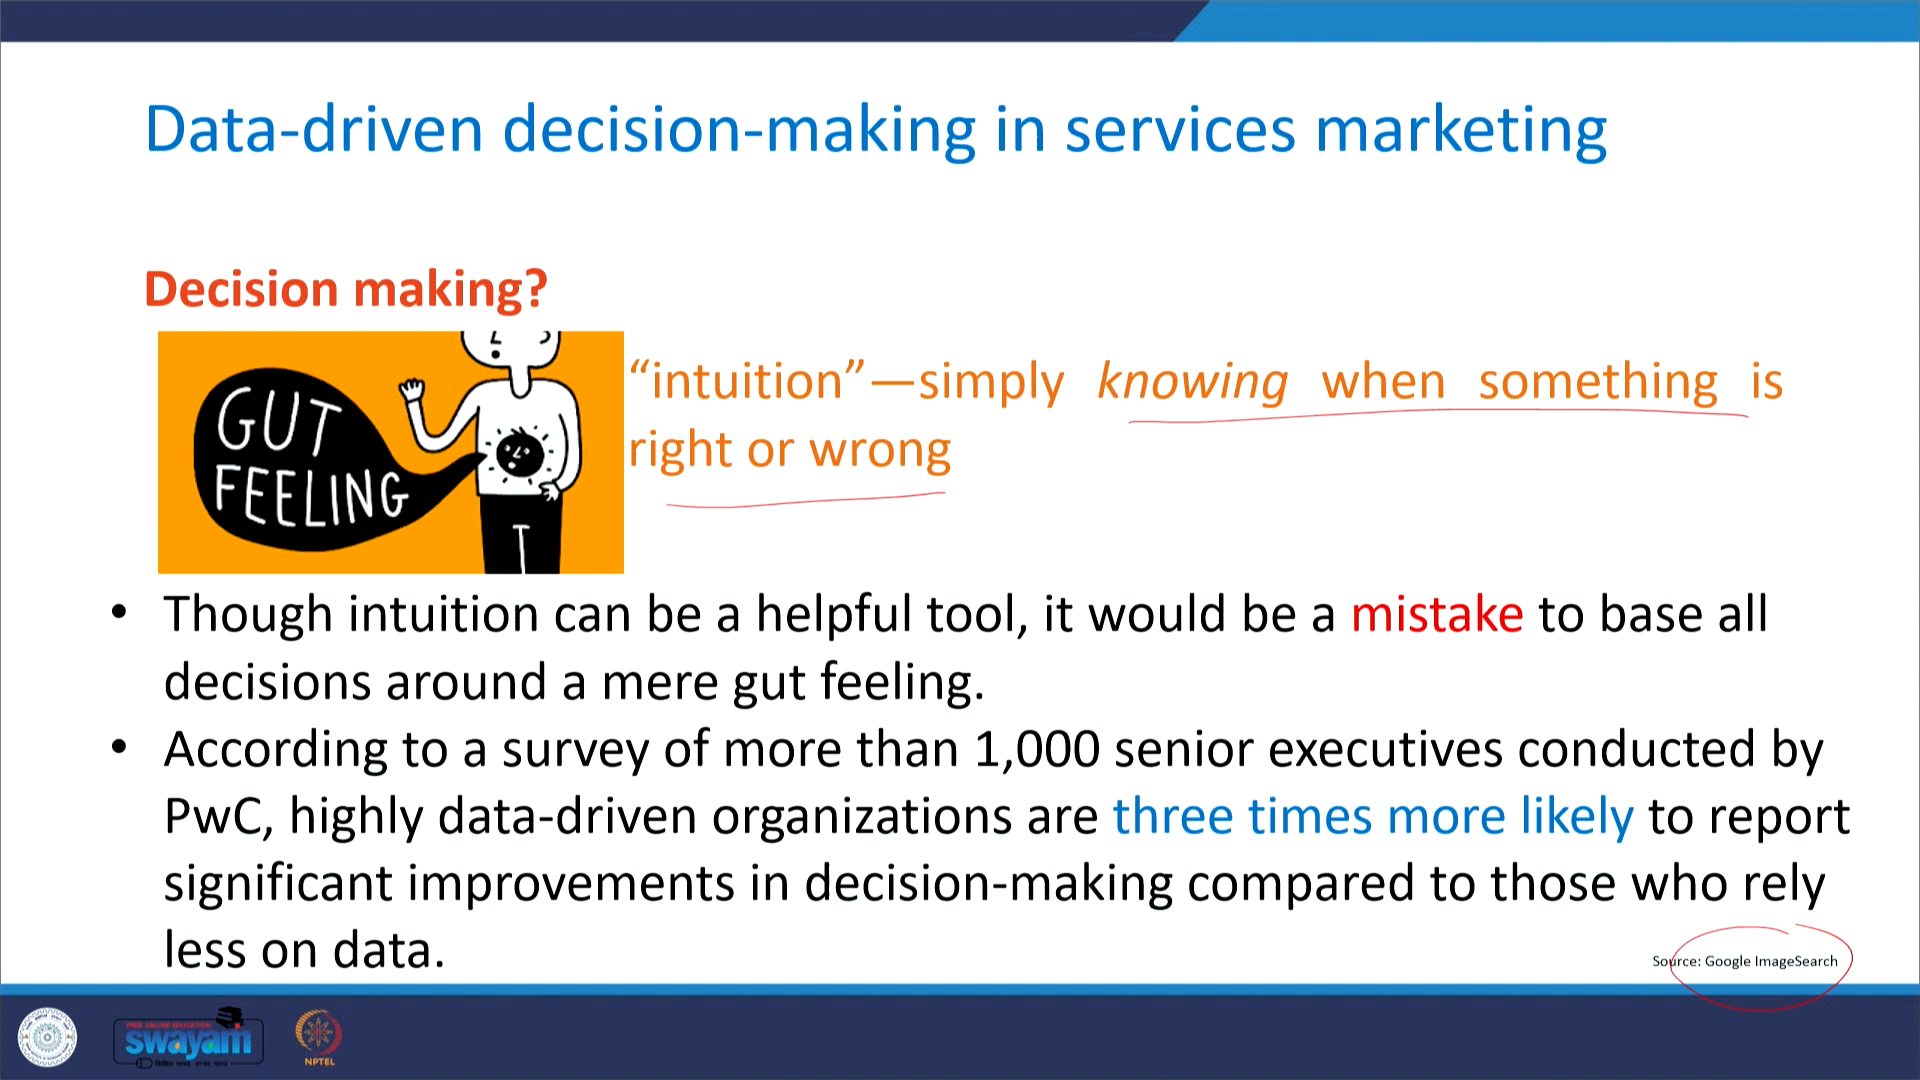 Data-driven decision-making in services marketing
Decision making?
GUT
FEELING
“intuition”—simply knowing when something is
right or wrong
• Though intuition can be a helpful tool, it would be a mistake to base all
decisions around a mere gut feeling.
• According to a survey of more than 1,000 senior executives conducted by
PwC, highly data-driven organizations are three times more likely to report
significant improvements in decision-making compared to those who rely
less on data.
Source: Google ImageSearch
FREE ONLINE EDUCATION
swayam
NPTEL